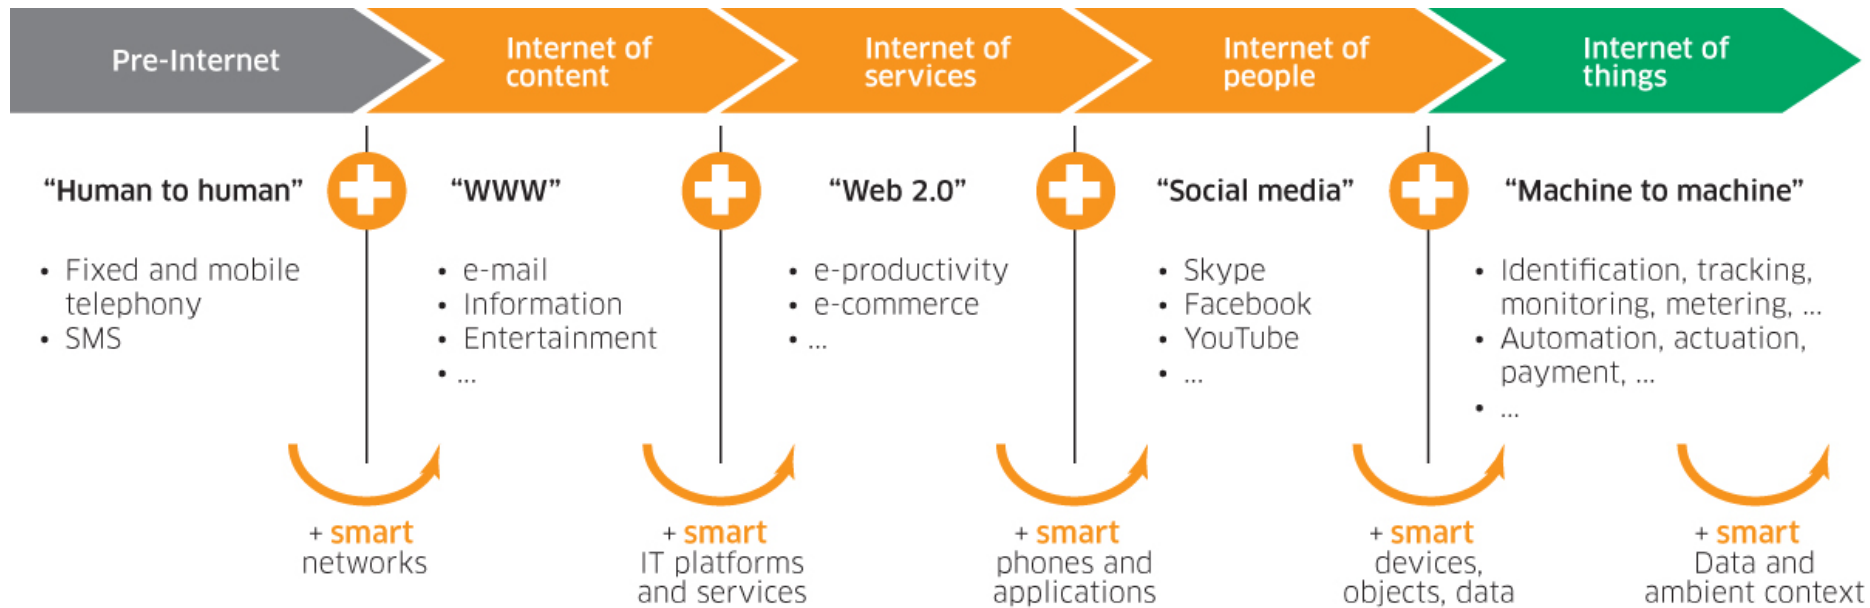 Pre-Internet
Internet of
content
Internet of
services
Internet of
people
Internet of
things
“Human to human”
“WWW”
“Web 2.0”
“Social media”
“Machine to machine”
• Fixed and mobile
telephony
• SMS
• e-mail
• Information
• Entertainment
• ...
• e-productivity
• e-commerce
• ...
• Skype
• Facebook
• YouTube
• ...
• Identification, tracking,
monitoring, metering, ...
• Automation, actuation,
payment, ...
• ...
+ smart
networks
+ smart
IT platforms
and services
+ smart
phones and
applications
+ smart
devices,
objects, data
+ smart
Data and
ambient context